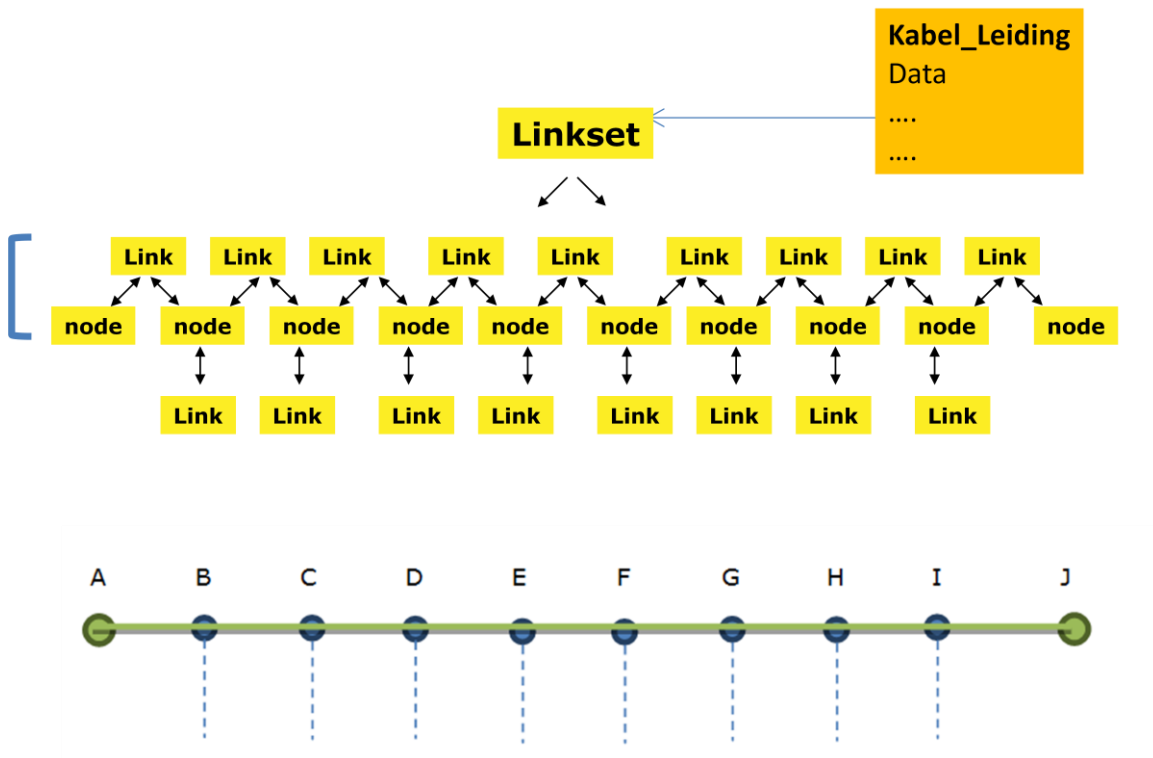 Kabel_Leiding
Data
....
....
Linkset
Link Link Link Link Link Link Link Link Link
node node node node node node node node node node
Link Link Link Link Link Link Link Link
A B C D E F G H I J